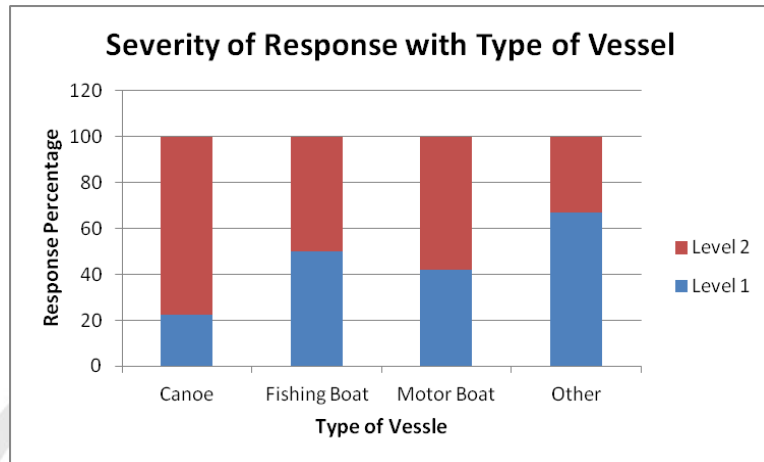 Severity of Response with Type of Vessel
120
100
80
60
40
20
0
Response Percentage
Canoe
Fishing Boat
Motor Boat
Other
Type of Vessle
Level 2
Level 1